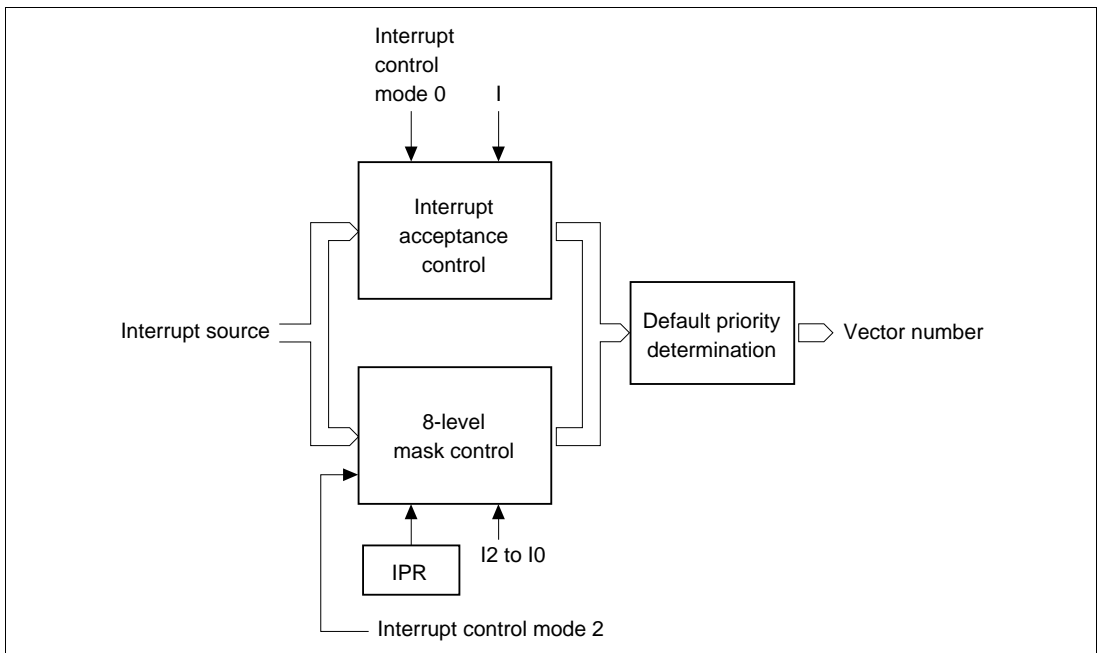 Interrupt
control
mode 0
I
Interrupt
acceptance
control
Interrupt source
Default priority
determination
Vector number
8-level
mask control
I2 to I0
IPR
Interrupt control mode 2